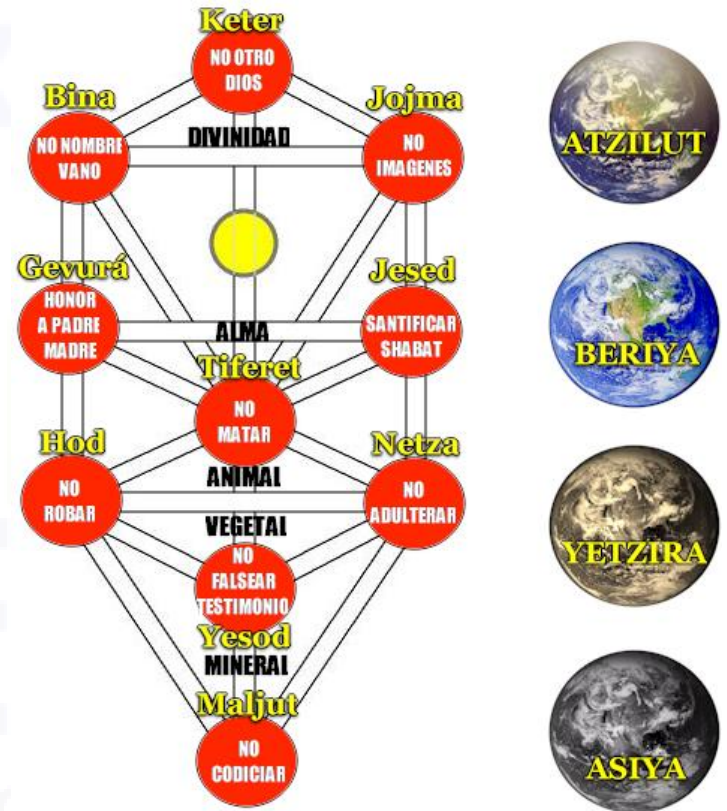 Keter
NO OTRO
DIOS
Bina
Jojma
NO NOMBRE
VANO
DIVINIDAD
NO
IMAGENES
ATZILUT
Gevurá
Jesed
HONOR
A PADRE
MADRE
ALMA
SANTIFICAR
SHABAT
BERIYA
Tiferet
NO
MATAR
Hod
Netza
NO
ROBAR
ANIMAL
NO
ADULTERAR
VEGETAL
NO
FALSEAR
TESTIMONIO
YETZIRA
Yesod
MINERAL
Maljut
NO
CODICIAR
ASIYA